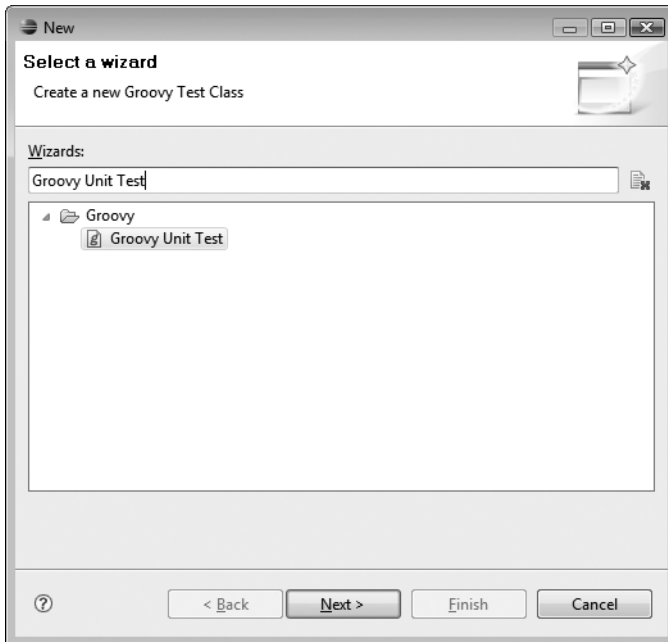 New
Select a wizard
Create a new Groovy Test Class
Wizards:
Groovy Unit Test
Groovy
Groovy Unit Test
< Back
Next >
Finish
Cancel